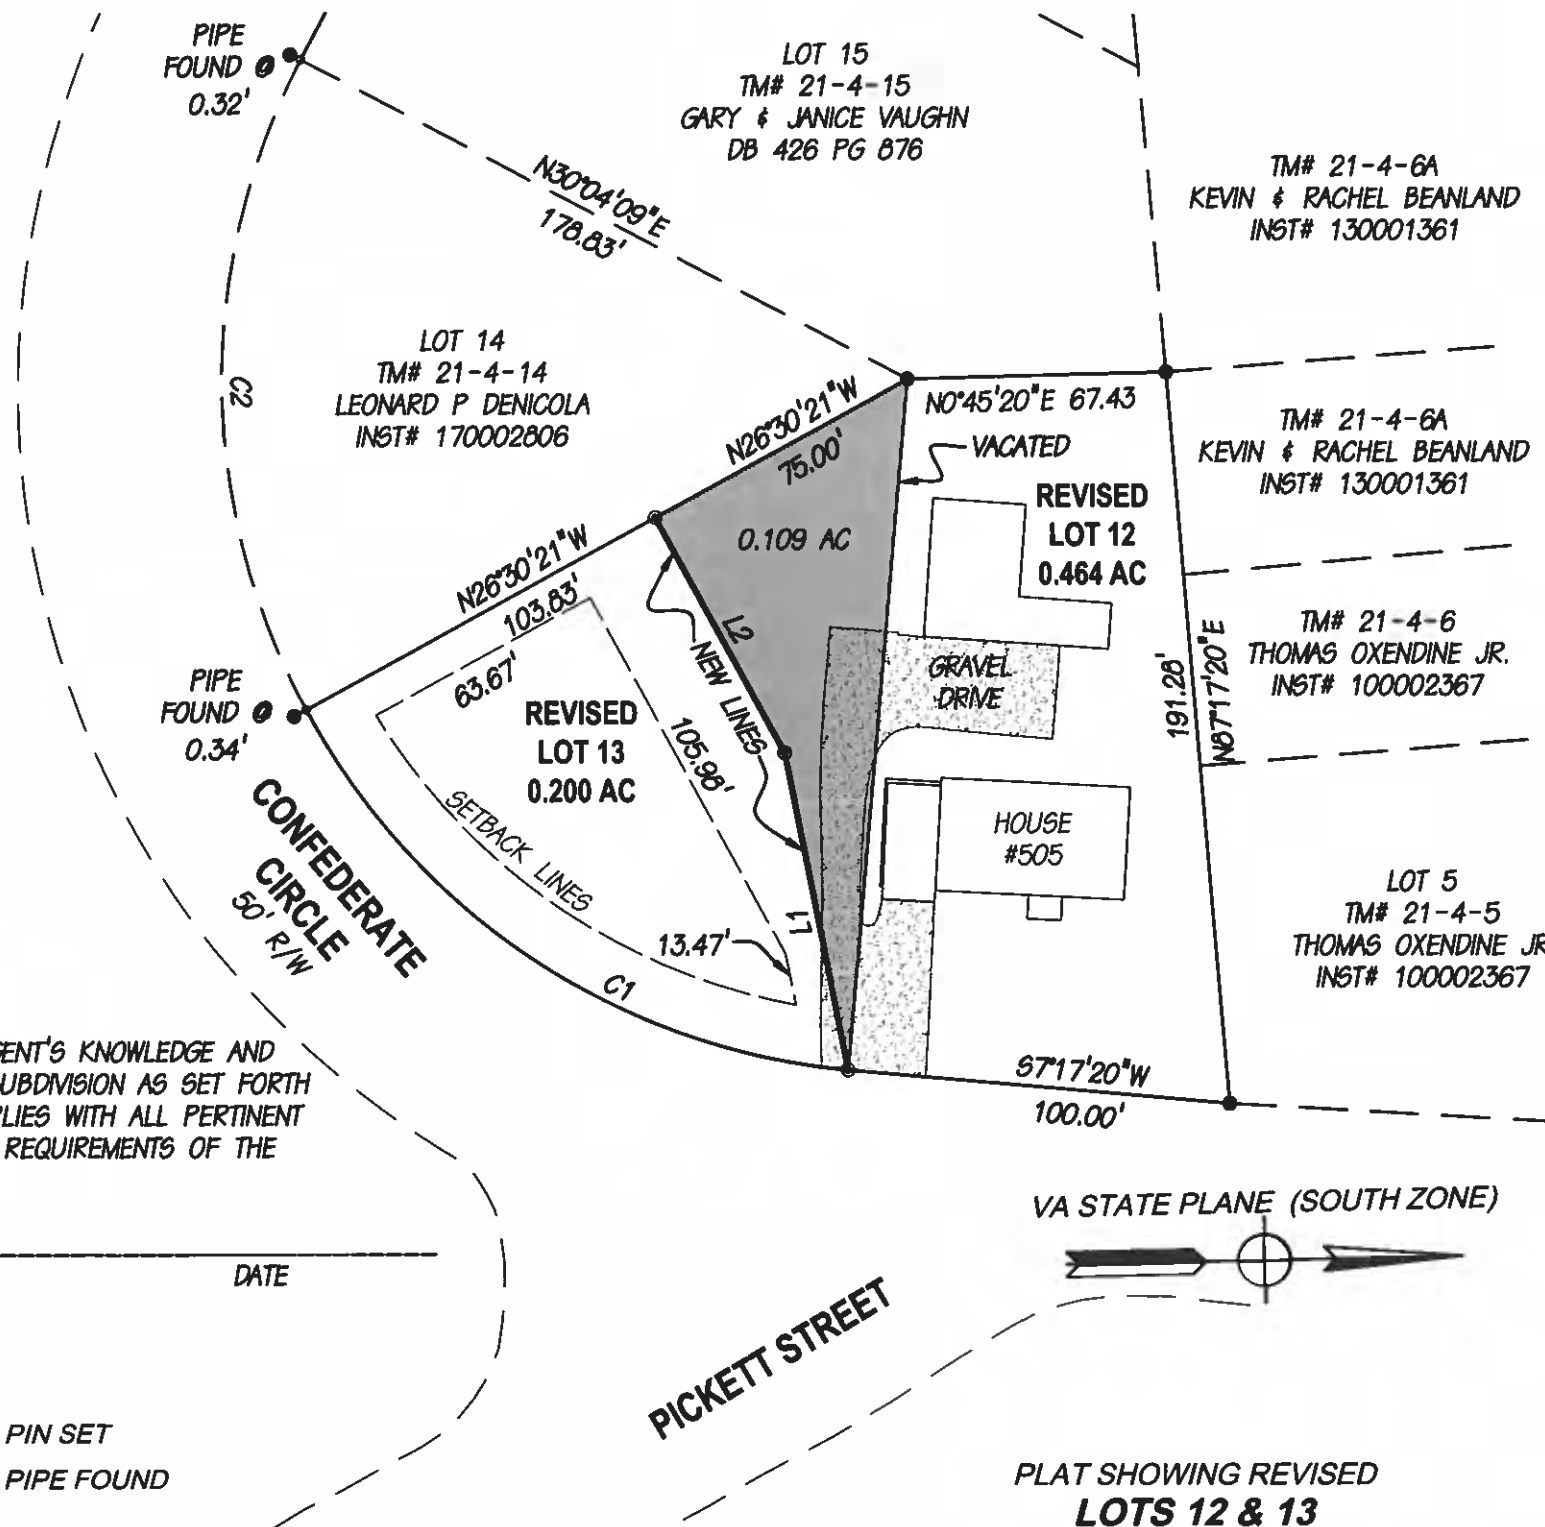 PIPE
FOUND
0.32'
LOT 15
TM# 21-4-15
GARY & JANICE VAUGHN
DB 426 PG 876
TM# 21-4-6A
KEVIN & RACHEL BEANLAND
INST# 130001361
N30°04'09"E
178.83'
LOT 14
TM# 21-4-14
LEONARD P DENICOLA
INST# 170002806
C2
N26°30'21"W
75.00'
N0°45'20"E 67.43
VACATED
TM# 21-4-6A
KEVIN & RACHEL BEANLAND
INST# 130001361
REVISED
LOT 12
0.464 AC
0.109 AC
N26°30'21"W
103.83'
63.67'
L2
NEW LINES
105.98'
GRAVEL
DRIVE
191.28'
N87°17'20"E
TM# 21-4-6
THOMAS OXENDINE JR.
INST# 100002367
PIPE
FOUND
0.34'
REVISED
LOT 13
0.200 AC
SETBACK LINES
CONFEDERATE
CIRCLE
50' R/W
HOUSE
#505
LOT 5
TM# 21-4-5
THOMAS OXENDINE JR
INST# 100002367
L1
13.47'
C1
S7°17'20"W
100.00'
GENT'S KNOWLEDGE AND
SUBDIVISION AS SET FORTH
PLIES WITH ALL PERTINENT
REQUIREMENTS OF THE
VA STATE PLANE (SOUTH ZONE)
DATE
PICKETT STREET
PIN SET
PIPE FOUND
PLAT SHOWING REVISED
LOTS 12 & 13